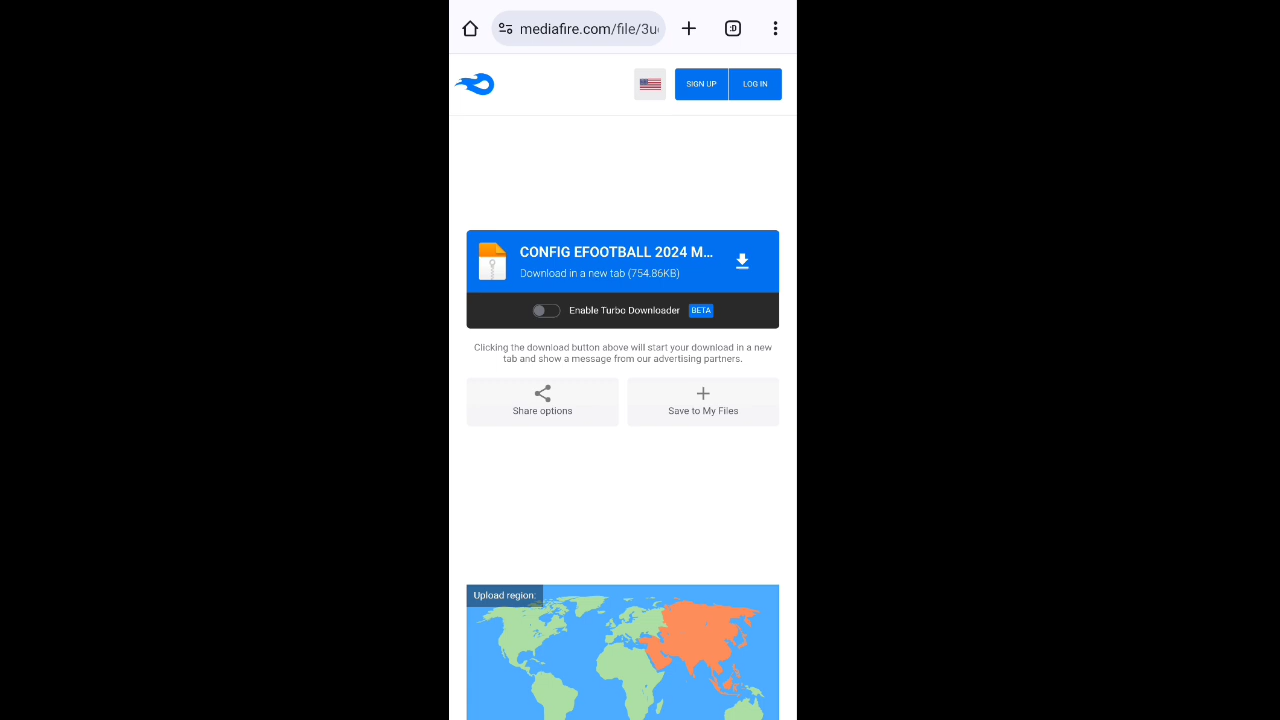 mediafire.com/file/3u
:D
SIGN UP
LOG IN
CONFIG EFOOTBALL 2024 M...
Download in a new tab (754.86KB)
Enable Turbo Downloader BETA
Clicking the download button above will start your download in a new
tab and show a message from our advertising partners.
Share options
Save to My Files
Upload region: